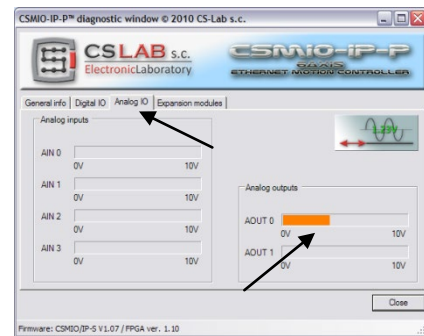 CSMIO-IP-P™ diagnostic window © 2010 CS-Lab s.c.
CSLAB s.c.
ElectronicLaboratory
CSMIO-IP-P
6AXIS
ETHERNET MOTION CONTROLLER
General info
Digital IO
Analog IO
Expansion modules
Analog inputs
AIN 0
0V
10V
AIN 1
0V
10V
AIN 2
0V
10V
AIN 3
0V
10V
1.23V
Analog outputs
AOUT 0
0V
10V
AOUT 1
0V
10V
Close
Firmware: CSMIO/IP-S V1.07 / FPGA ver. 1.10